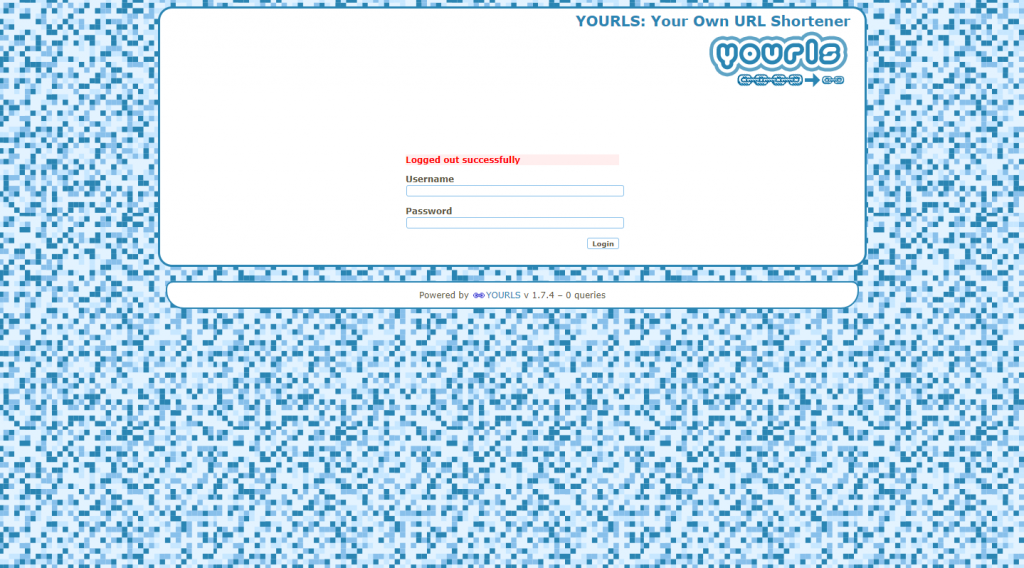 YOURLS: Your Own URL Shortener
yourls
Logged out successfully
Username
Password
Login
Powered by YOURLS v 1.7.4 – 0 queries